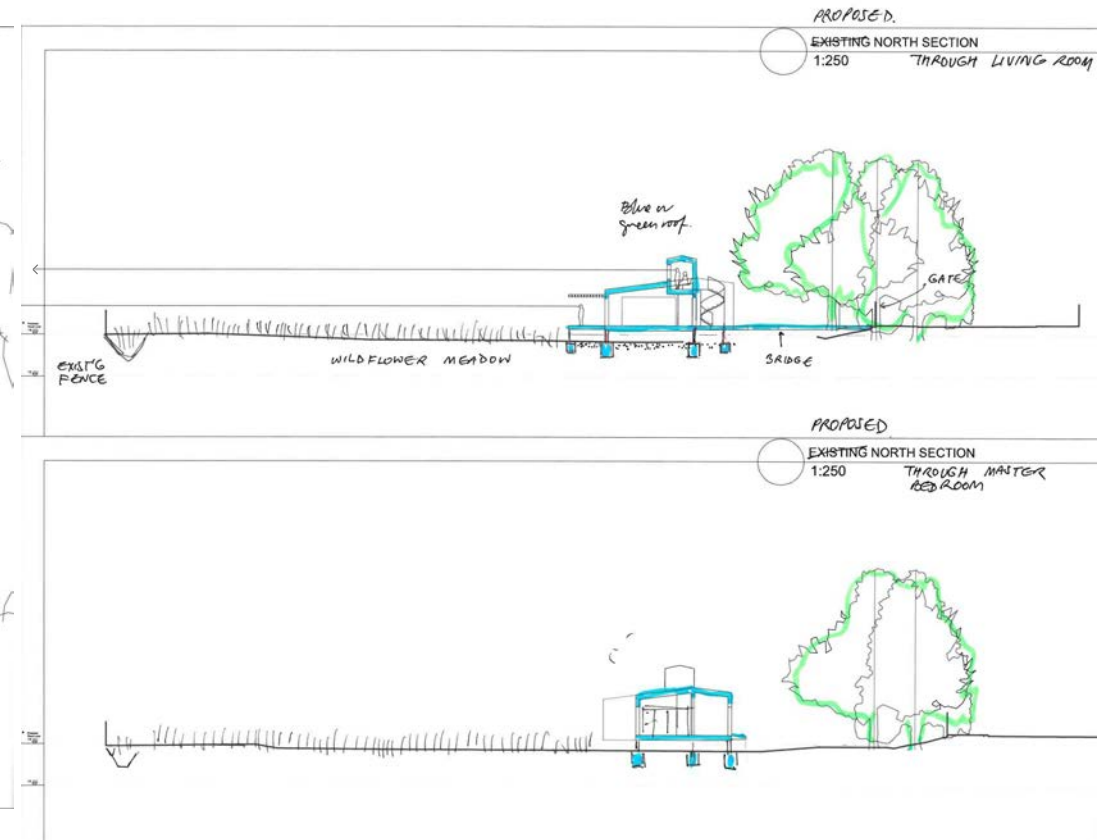 PROPOSED.
EXISTING NORTH SECTION
1:250 THROUGH LIVING ROOM
Blue or
green roof.
GATE
EXIST'G
FENCE
WILDFLOWER MEADOW
BRIDGE
PROPOSED
EXISTING NORTH SECTION
1:250 THROUGH MASTER
BEDROOM